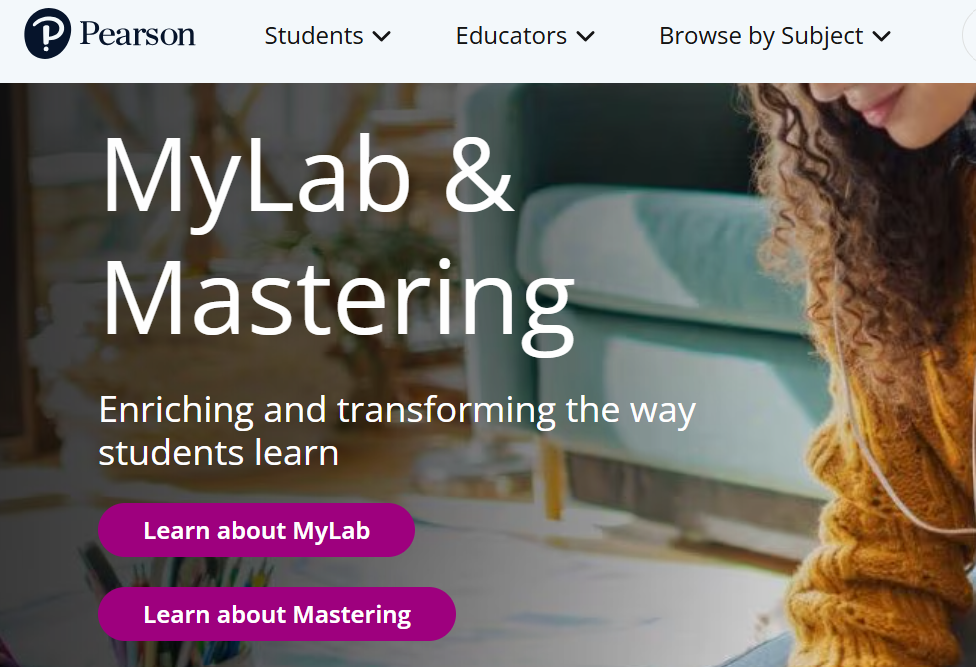 Pearson
Students
Educators
Browse by Subject
MyLab &
Mastering
Enriching and transforming the way
students learn
Learn about MyLab
Learn about Mastering